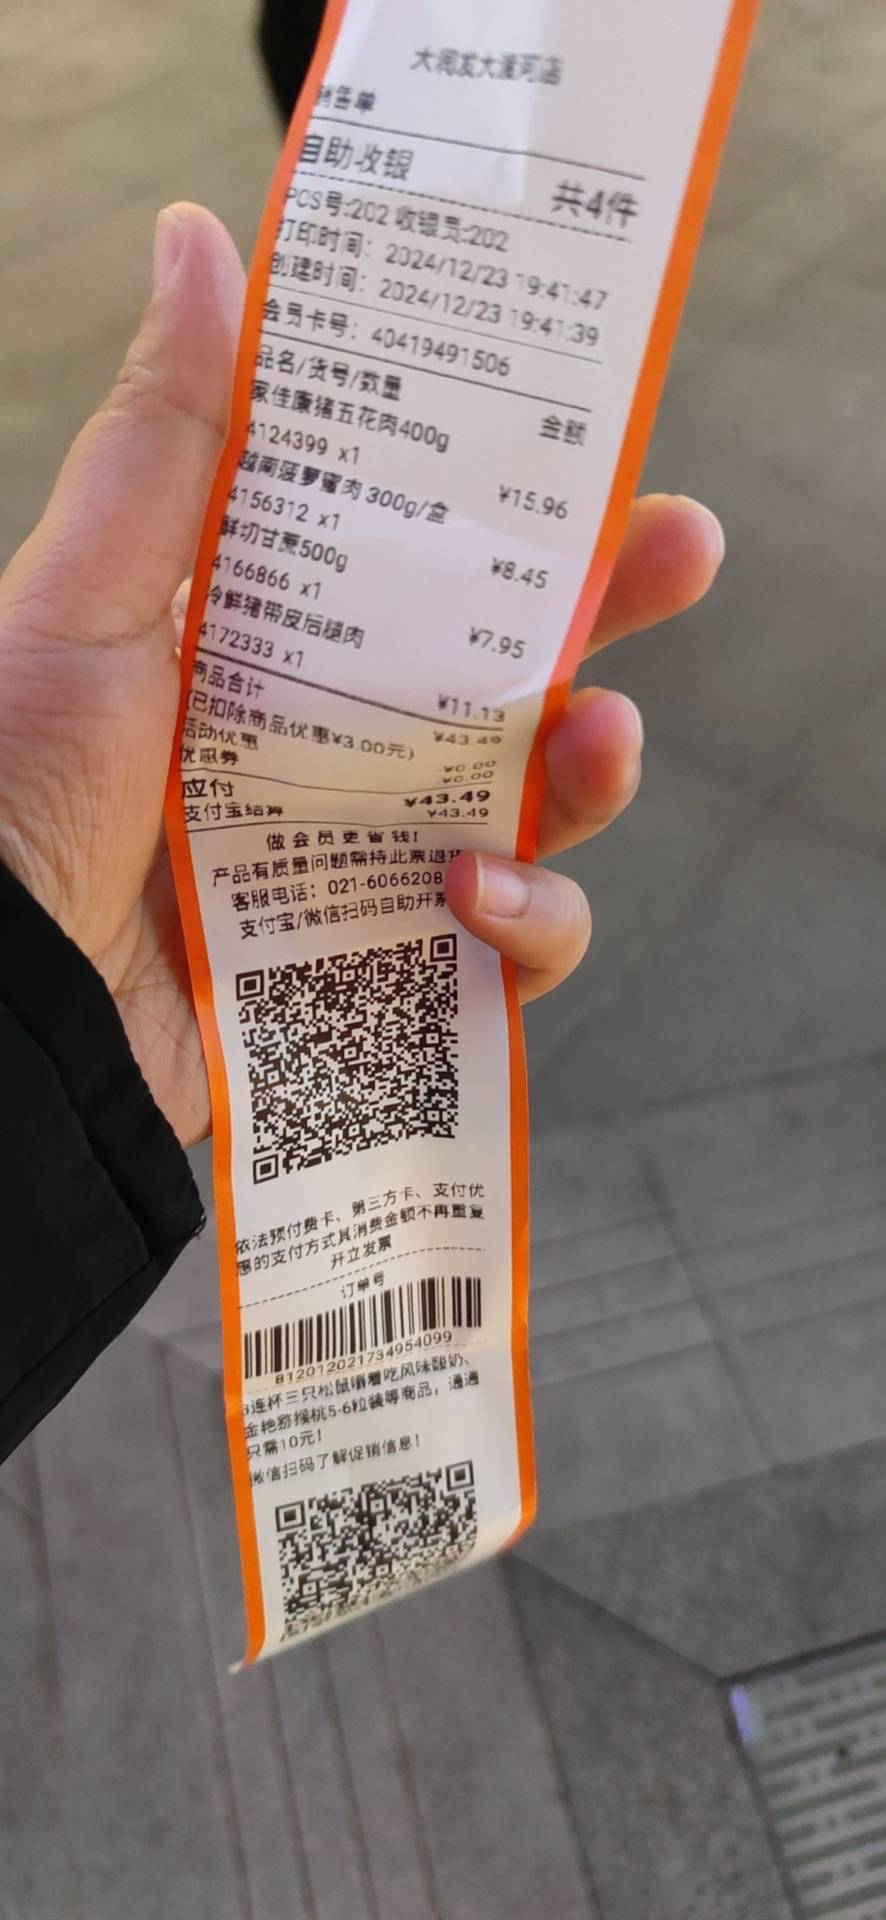 大润发大渡河店
销售单
自助收银
共4件
POS号:202 收银员:202
打印时间：2024/12/23 19:41:47
创建时间：2024/12/23 19:41:39
会员卡号：40419491506
品名/货号/数量 金额
家佳康猪五花肉400g
4124399 x1 ¥15.96
越南菠萝蜜肉300g/盒
4156312 x1 ¥8.45
鲜切甘蔗500g
4166866 x1 ¥7.95
冷鲜猪带皮后腿肉
4172333 x1 ¥11.13
商品合计 ¥43.49
(已扣除商品优惠¥3.00元)
活动优惠 -¥0.00
优惠券 -¥0.00
应付 ¥43.49
支付宝结算 ¥43.49
做会员更省钱!
产品有质量问题需持此票退货
客服电话：021-6066208
支付宝/微信扫码自助开票
依法预付费卡、第三方卡、支付优
惠的支付方式其消费金额不再重复
开立发票
订单号
812012021734954099
3连杯三只松鼠嚼着吃风味酸奶、
金艳猕猴桃5-6粒装等商品，通通
只需10元!
微信扫码了解促销信息!